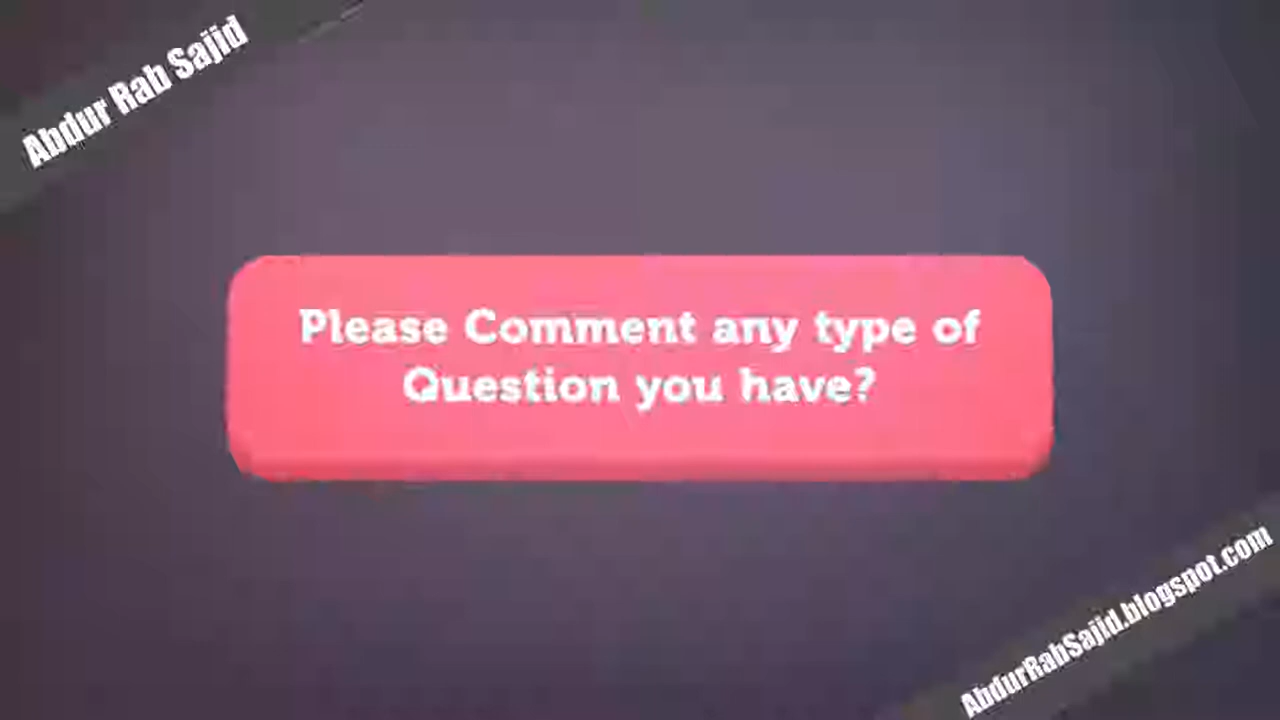 Abdur Rab Sajid
Please Comment any type of
Question you have?
AbdurRabSajid.blogspot.com